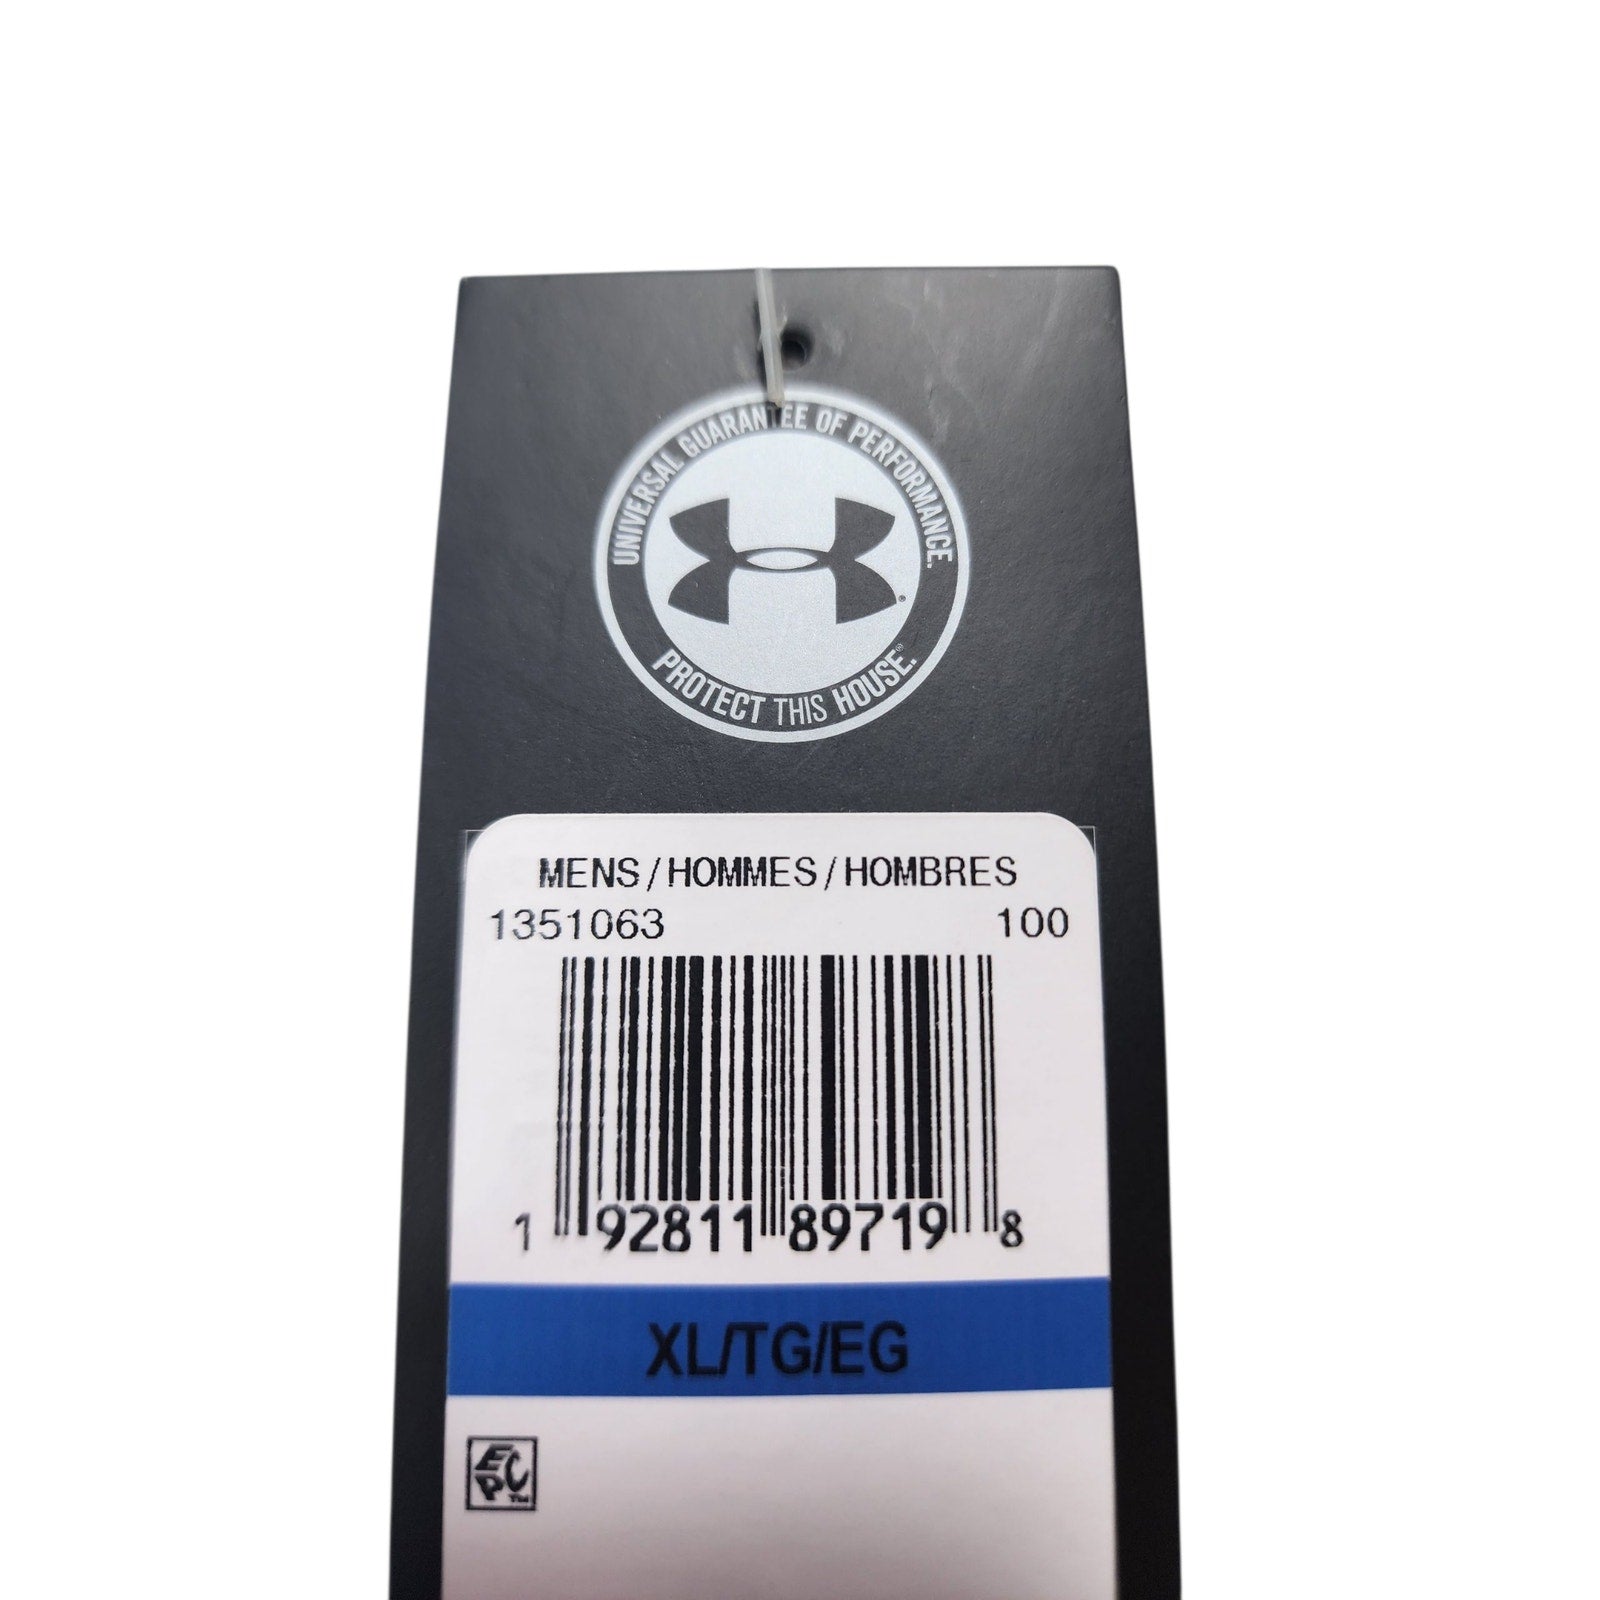 UNIVERSAL GUARANTEE OF PERFORMANCE.
PROTECT THIS HOUSE.®
MENS/HOMMES/HOMBRES
1351063 100
1 92811 89719 8
XL/TG/EG
EPC™